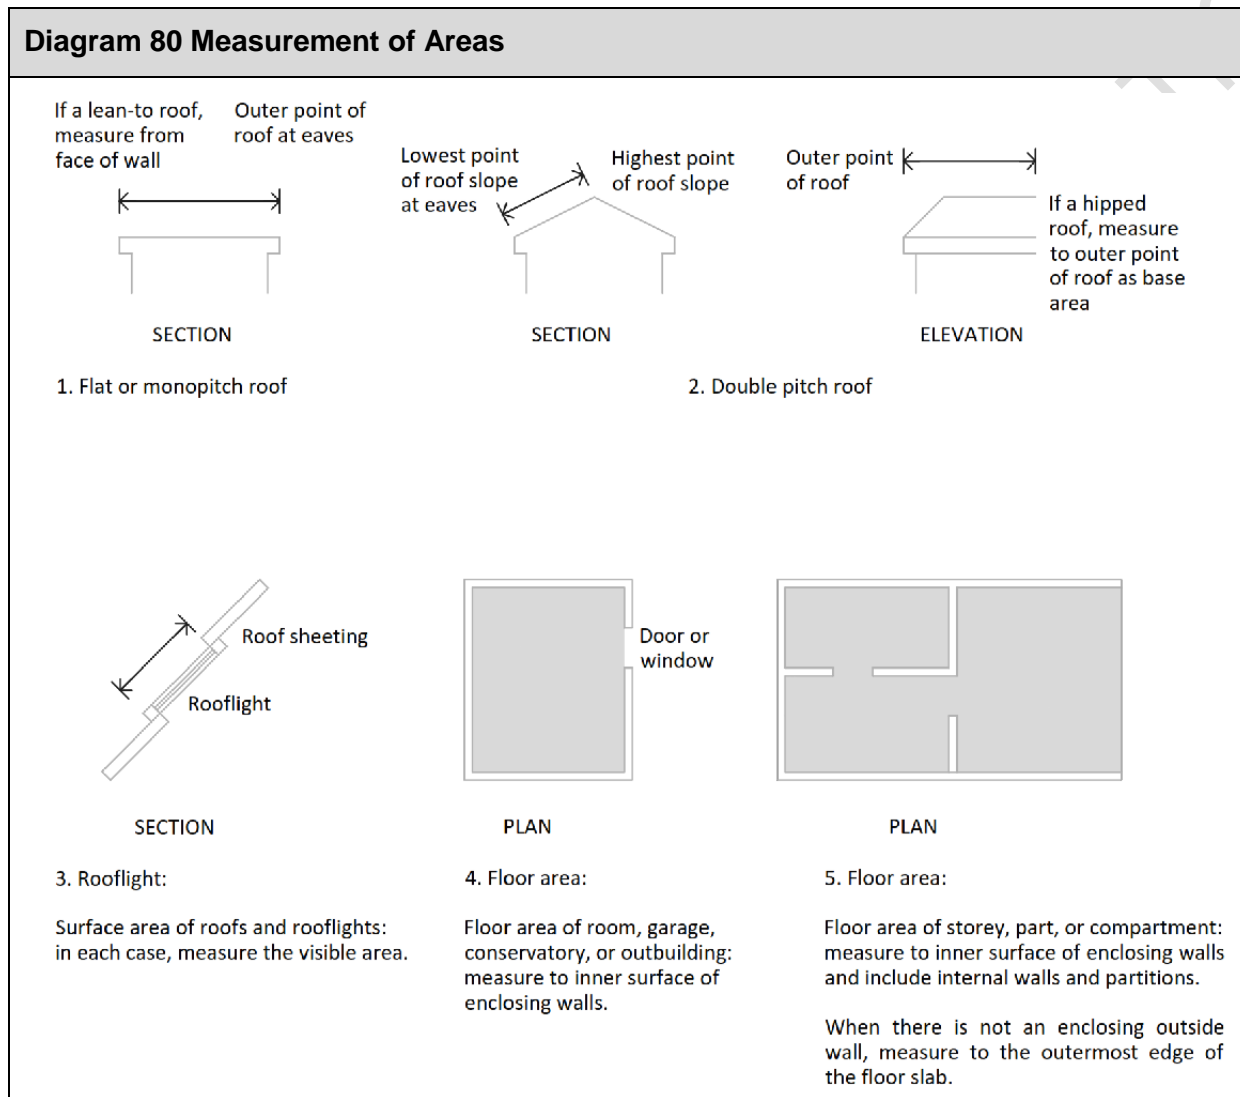 Diagram 80 Measurement of Areas
If a lean-to roof,
measure from
face of wall
Outer point of
roof at eaves
Lowest point
of roof slope
at eaves
Highest point
of roof slope
Outer point
of roof
If a hipped
roof, measure
to outer point
of roof as base
area
SECTION
SECTION
ELEVATION
1. Flat or monopitch roof
2. Double pitch roof
Roof sheeting
Rooflight
Door or
window
SECTION
PLAN
PLAN
3. Rooflight:
Surface area of roofs and rooflights:
in each case, measure the visible area.
4. Floor area:
Floor area of room, garage,
conservatory, or outbuilding:
measure to inner surface of
enclosing walls.
5. Floor area:
Floor area of storey, part, or compartment:
measure to inner surface of enclosing walls
and include internal walls and partitions.
When there is not an enclosing outside
wall, measure to the outermost edge of
the floor slab.